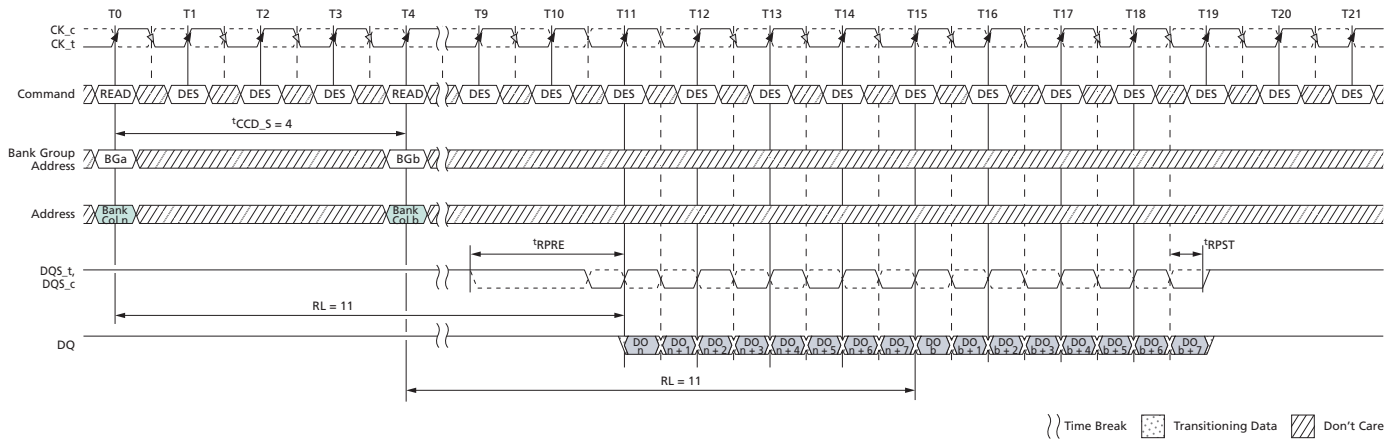 T0 T1 T2 T3 T4 T9 T10 T11 T12 T13 T14 T15 T16 T17 T18 T19 T20 T21
CK_c
CK_t
Command READ DES DES DES READ DES DES DES DES DES DES DES DES DES DES DES DES DES
tCCD_S = 4
Bank Group
Address
BGa BGb
Address
Bank
Col n
Bank
Col b
tRPRE tRPST
DQS_t,
DQS_c
RL = 11
DQ
DO
n
DO
n + 1
DO
n + 2
DO
n + 3
DO
n + 4
DO
n + 5
DO
n + 6
DO
n + 7
DO
b
DO
b + 1
DO
b + 2
DO
b + 3
DO
b + 4
DO
b + 5
DO
b + 6
DO
b + 7
RL = 11
Time Break Transitioning Data Don't Care